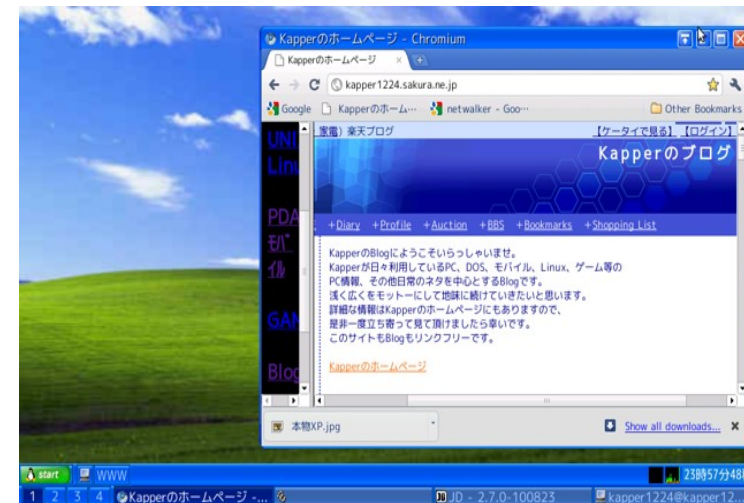 Kapperのホームページ - Chromium
Kapperのホームページ
kapper1224.sakura.ne.jp
Google Kapperのホーム… netwalker - Goo… Other Bookmarks
家電) 楽天ブログ 【ケータイで見る】 【ログイン】
Kapperのブログ
UNI
Linu
PDA
モバ
イル
GAM
Blog
+Diary +Profile +Auction +BBS +Bookmarks +Shopping List
KapperのBlogにようこそいらっしゃいませ。
Kapperが日々利用しているPC、DOS、モバイル、Linux、ゲーム等の
PC情報、その他日常のネタを中心とするBlogです。
浅く広くをモットーにして地味に続けていきたいと思います。
詳細な情報はKapperのホームページにもありますので、
是非一度立ち寄って見て頂けましたら幸いです。
このサイトもBlogもリンクフリーです。
Kapperのホームページ
本物XP.jpg
Show all downloads...
start WWW 23時57分48
1 2 3 4 Kapperのホームページ -... JD - 2.7.0-100823 kapper1224@kapper12...